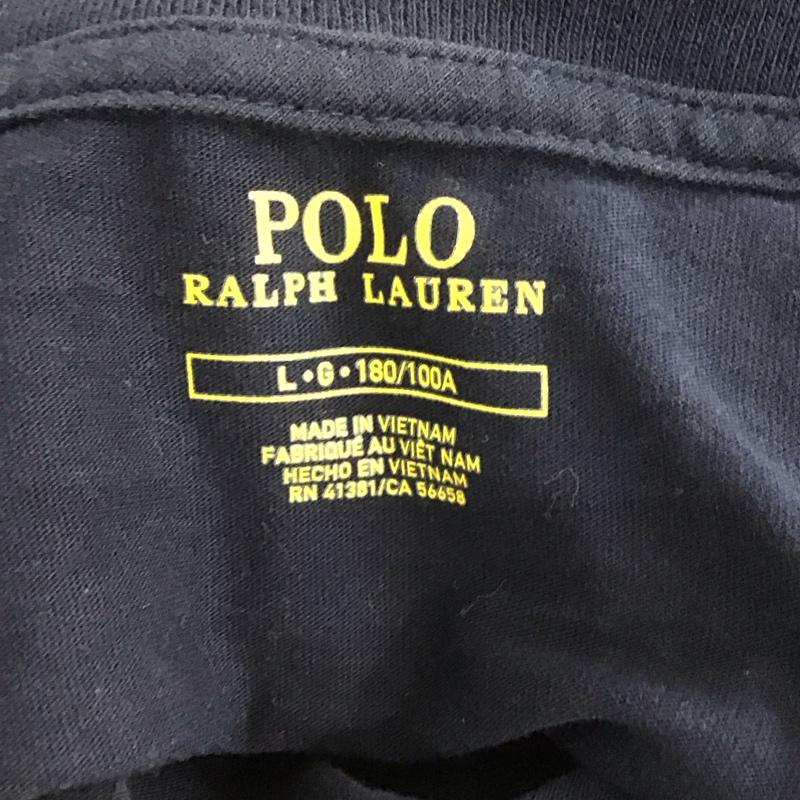 POLO
RALPH LAUREN
L•G•180/100A
MADE IN VIETNAM
FABRIQUÉ AU VIÊT NAM
HECHO EN VIETNAM
RN 41381/CA 56658